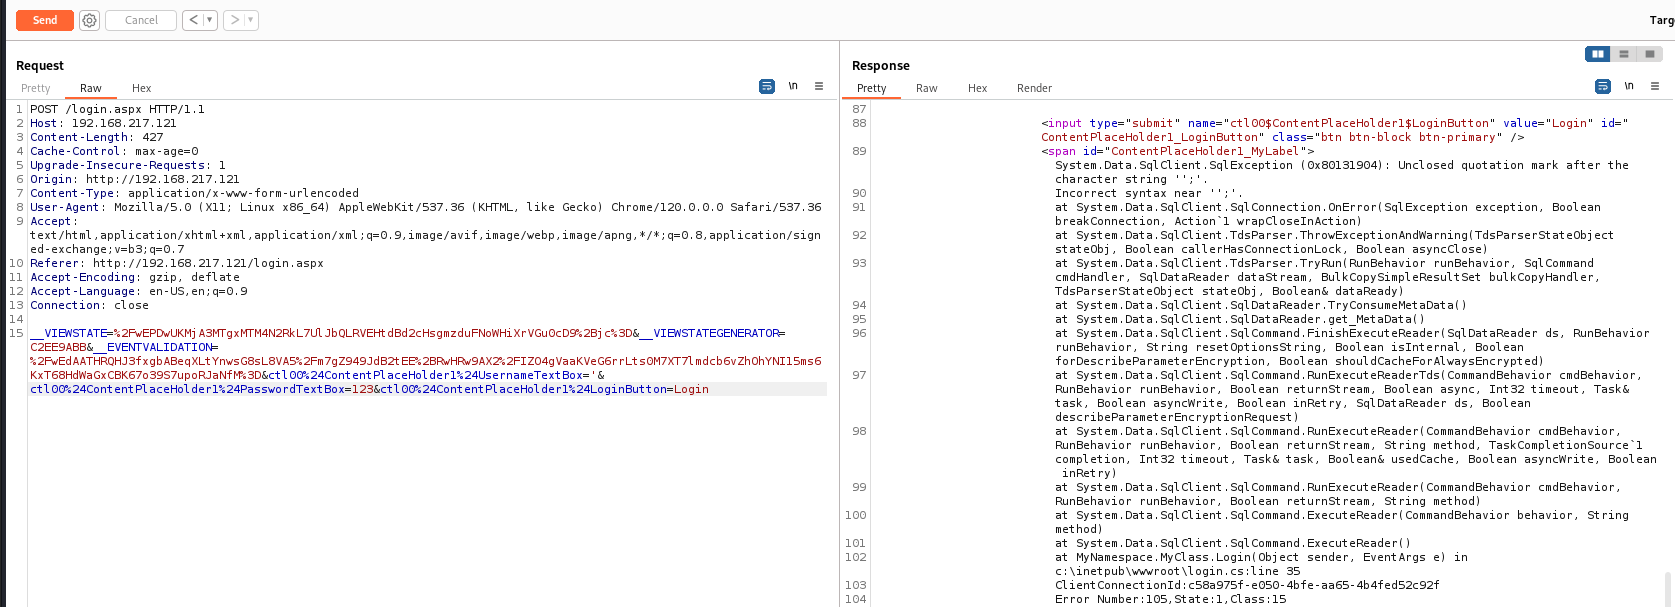 Send
Cancel
< ▾
> ▾
Targ
Request
Pretty Raw Hex
\n
1 POST /login.aspx HTTP/1.1
2 Host: 192.168.217.121
3 Content-Length: 427
4 Cache-Control: max-age=0
5 Upgrade-Insecure-Requests: 1
6 Origin: http://192.168.217.121
7 Content-Type: application/x-www-form-urlencoded
8 User-Agent: Mozilla/5.0 (X11; Linux x86_64) AppleWebKit/537.36 (KHTML, like Gecko) Chrome/120.0.0.0 Safari/537.36
9 Accept:
text/html,application/xhtml+xml,application/xml;q=0.9,image/avif,image/webp,image/apng,*/*;q=0.8,application/sign
ed-exchange;v=b3;q=0.7
10 Referer: http://192.168.217.121/login.aspx
11 Accept-Encoding: gzip, deflate
12 Accept-Language: en-US,en;q=0.9
13 Connection: close
14
15 __VIEWSTATE=%2FwEPDwUKMjA3MTgxMTM4N2RkL7UlJbQLRVEHtdBd2cHsgmzduFNoWHiXrVGu0cD9%2Bjc%3D&__VIEWSTATEGENERATOR=
C2EE9ABB&__EVENTVALIDATION=
%2FwEdAATHRQHJ3fxgbABeqXLtYnwsG8sL8VA5%2Fm7gZ949JdB2tEE%2BRwHRw9AX2%2FIZO4gVaaKVeG6rrLts0M7XT7lmdcb6vZhOhYNI15ms6
KxT68HdWaGxCBK67o39S7upoRJaNfM%3D&ctl00%24ContentPlaceHolder1%24UsernameTextBox='&
ctl00%24ContentPlaceHolder1%24PasswordTextBox=123&ctl00%24ContentPlaceHolder1%24LoginButton=Login
Response
Pretty Raw Hex Render
\n
87
88 <input type="submit" name="ctl00$ContentPlaceHolder1$LoginButton" value="Login" id="
ContentPlaceHolder1_LoginButton" class="btn btn-block btn-primary" />
89 <span id="ContentPlaceHolder1_MyLabel">
System.Data.SqlClient.SqlException (0x80131904): Unclosed quotation mark after the
character string '';'.
90 Incorrect syntax near '';'.
91 at System.Data.SqlClient.SqlConnection.OnError(SqlException exception, Boolean
breakConnection, Action`1 wrapCloseInAction)
92 at System.Data.SqlClient.TdsParser.ThrowExceptionAndWarning(TdsParserStateObject
stateObj, Boolean callerHasConnectionLock, Boolean asyncClose)
93 at System.Data.SqlClient.TdsParser.TryRun(RunBehavior runBehavior, SqlCommand
cmdHandler, SqlDataReader dataStream, BulkCopySimpleResultSet bulkCopyHandler,
TdsParserStateObject stateObj, Boolean& dataReady)
94 at System.Data.SqlClient.SqlDataReader.TryConsumeMetaData()
95 at System.Data.SqlClient.SqlDataReader.get_MetaData()
96 at System.Data.SqlClient.SqlCommand.FinishExecuteReader(SqlDataReader ds, RunBehavior
runBehavior, String resetOptionsString, Boolean isInternal, Boolean
forDescribeParameterEncryption, Boolean shouldCacheForAlwaysEncrypted)
97 at System.Data.SqlClient.SqlCommand.RunExecuteReaderTds(CommandBehavior cmdBehavior,
RunBehavior runBehavior, Boolean returnStream, Boolean async, Int32 timeout, Task&
task, Boolean asyncWrite, Boolean inRetry, SqlDataReader ds, Boolean
describeParameterEncryptionRequest)
98 at System.Data.SqlClient.SqlCommand.RunExecuteReader(CommandBehavior cmdBehavior,
RunBehavior runBehavior, Boolean returnStream, String method, TaskCompletionSource`1
completion, Int32 timeout, Task& task, Boolean& usedCache, Boolean asyncWrite, Boolean
inRetry)
99 at System.Data.SqlClient.SqlCommand.RunExecuteReader(CommandBehavior cmdBehavior,
RunBehavior runBehavior, Boolean returnStream, String method)
100 at System.Data.SqlClient.SqlCommand.ExecuteReader(CommandBehavior behavior, String
method)
101 at System.Data.SqlClient.SqlCommand.ExecuteReader()
102 at MyNamespace.MyClass.Login(Object sender, EventArgs e) in
c:\inetpub\wwwroot\login.cs:line 35
103 ClientConnectionId:c58a975f-e050-4bfe-aa65-4b4fed52c92f
104 Error Number:105,State:1,Class:15